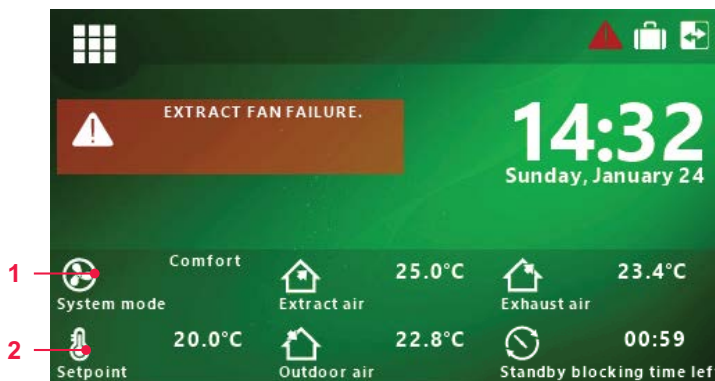 EXTRACT FAN FAILURE.
14:32
Sunday, January 24
1
Comfort
25.0°C
23.4°C
System mode
Extract air
Exhaust air
2
20.0°C
22.8°C
00:59
Setpoint
Outdoor air
Standby blocking time lef